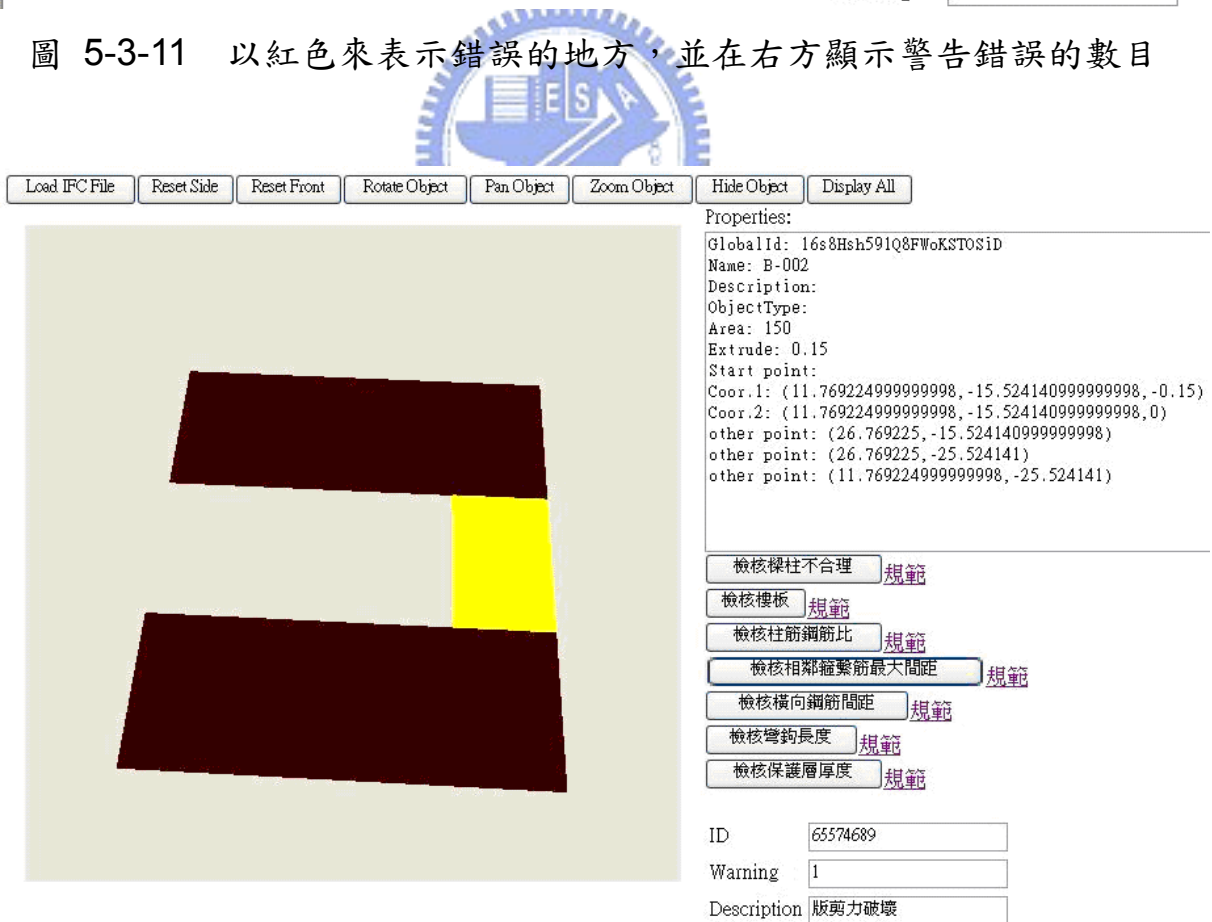 圖 5-3-11 以紅色來表示錯誤的地方，並在右方顯示警告錯誤的數目
ESA
Load IFC File Reset Side Reset Front Rotate Object Pan Object Zoom Object Hide Object Display All
Properties:
GlobalId: 16s8Hsh591Q8FWoKSTOSiD
Name: B-002
Description:
ObjectType:
Area: 150
Extrude: 0.15
Start point:
Coor.1: (11.769224999999998,-15.524140999999998,-0.15)
Coor.2: (11.769224999999998,-15.524140999999998,0)
other point: (26.769225,-15.524140999999998)
other point: (26.769225,-25.524141)
other point: (11.769224999999998,-25.524141)
檢核樑柱不合理 規範
檢核樓板 規範
檢核柱筋鋼筋比 規範
檢核相鄰箍繫筋最大間距 規範
檢核橫向鋼筋間距 規範
檢核彎鉤長度 規範
檢核保護層厚度 規範
ID 65574689
Warning 1
Description 版剪力破壞